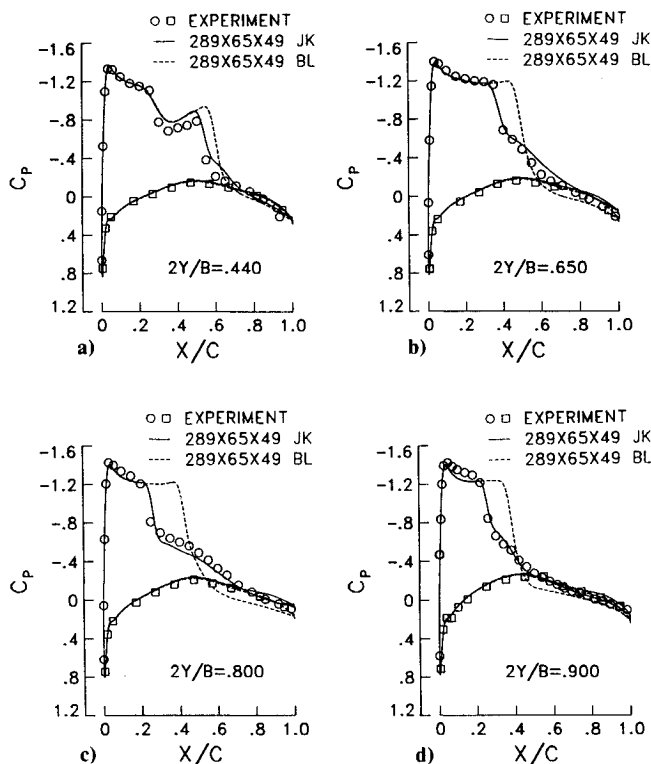 ○ □ EXPERIMENT
— 289X65X49 JK
---- 289X65X49 BL
-1.6
-1.2
-.8
-.4
0
.4
.8
1.2
CP
2Y/B=.440
0 .2 .4 .6 .8 1.0
X/C
a)
○ □ EXPERIMENT
— 289X65X49 JK
---- 289X65X49 BL
-1.6
-1.2
-.8
-.4
0
.4
.8
1.2
CP
2Y/B=.650
0 .2 .4 .6 .8 1.0
X/C
b)
○ □ EXPERIMENT
— 289X65X49 JK
---- 289X65X49 BL
-1.6
-1.2
-.8
-.4
0
.4
.8
1.2
CP
2Y/B=.800
0 .2 .4 .6 .8 1.0
X/C
c)
○ □ EXPERIMENT
— 289X65X49 JK
---- 289X65X49 BL
-1.6
-1.2
-.8
-.4
0
.4
.8
1.2
CP
2Y/B=.900
0 .2 .4 .6 .8 1.0
X/C
d)